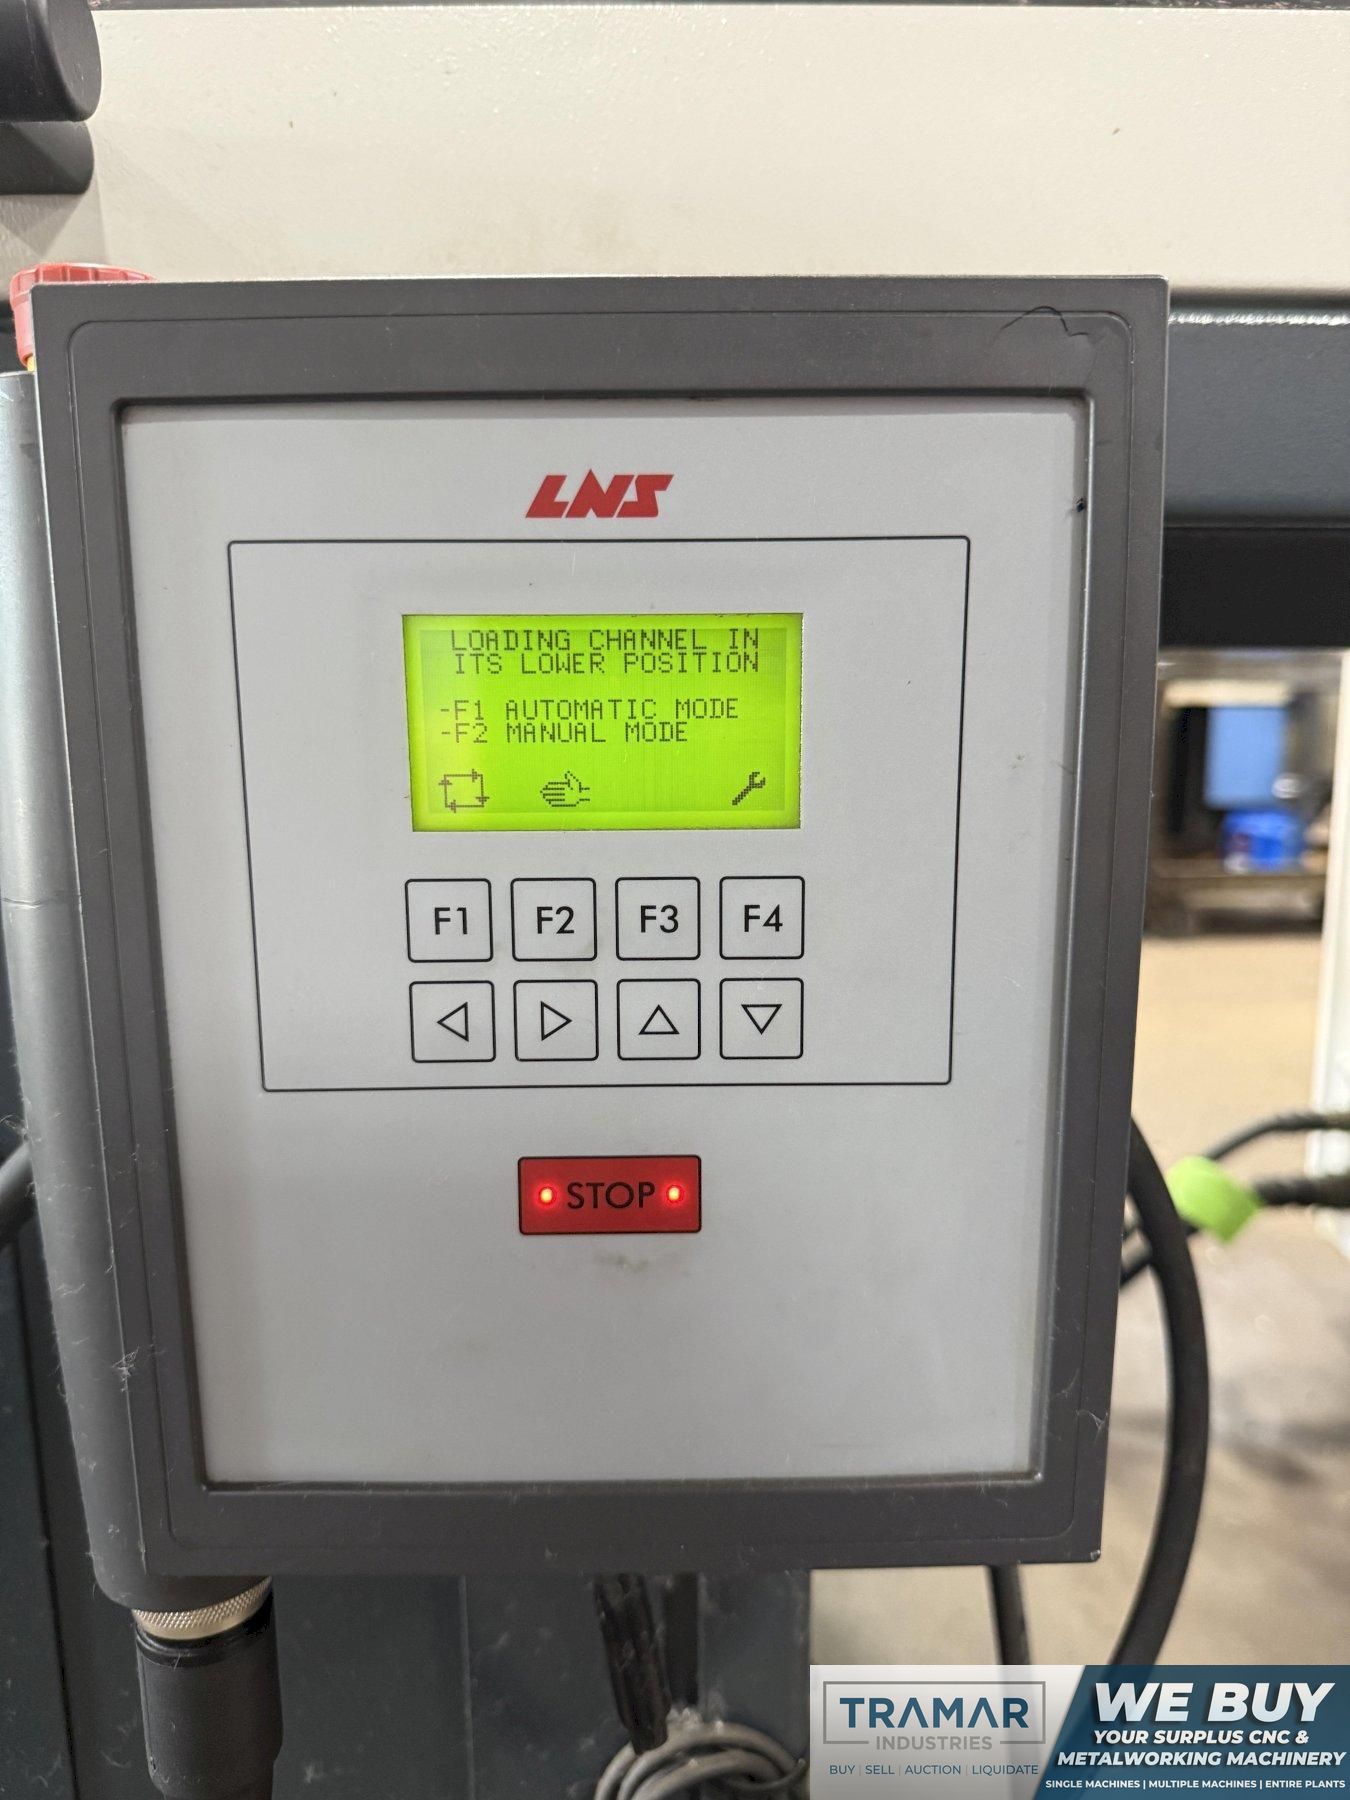 LNS
LOADING CHANNEL IN
ITS LOWER POSITION
-F1 AUTOMATIC MODE
-F2 MANUAL MODE
F1 F2 F3 F4
STOP
TRAMAR
INDUSTRIES
BUY | SELL | AUCTION | LIQUIDATE
WE BUY
YOUR SURPLUS CNC &
METALWORKING MACHINERY
SINGLE MACHINES | MULTIPLE MACHINES | ENTIRE PLANTS